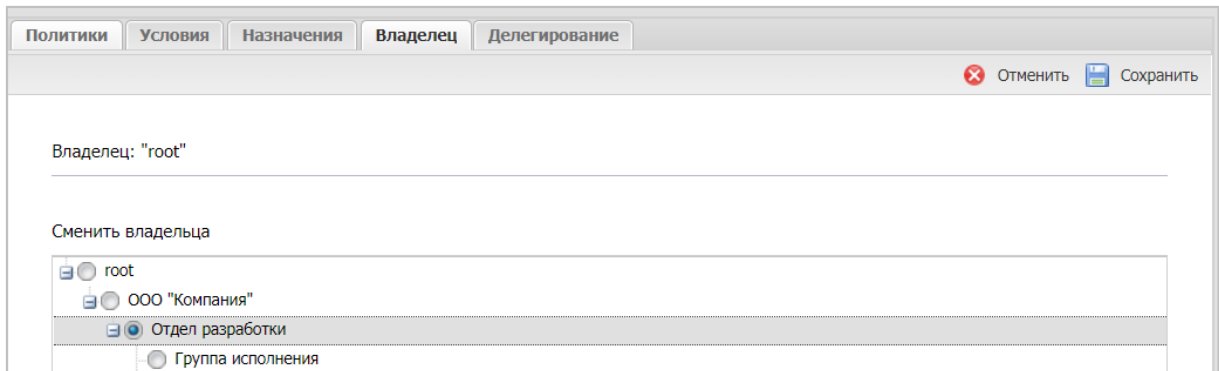 Политики Условия Назначения Владелец Делегирование
Отменить Сохранить
Владелец: "root"
Сменить владельца
root
ООО "Компания"
Отдел разработки
Группа исполнения